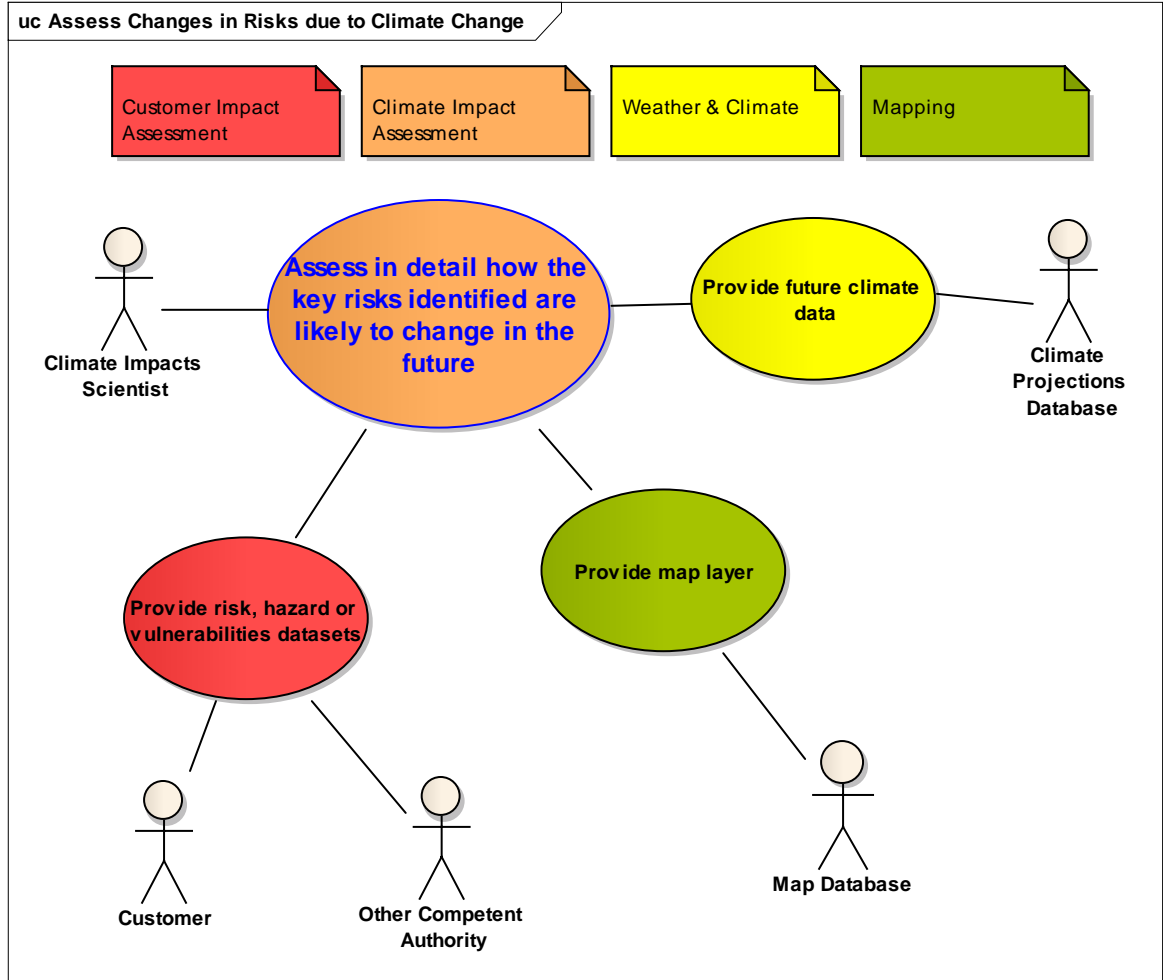 uc Assess Changes in Risks due to Climate Change
Customer Impact
Assessment
Climate Impact
Assessment
Weather & Climate
Mapping
Assess in detail how the
key risks identified are
likely to change in the
future
Provide future climate
data
Climate Impacts
Scientist
Climate
Projections
Database
Provide map layer
Provide risk, hazard or
vulnerabilities datasets
Map Database
Customer
Other Competent
Authority